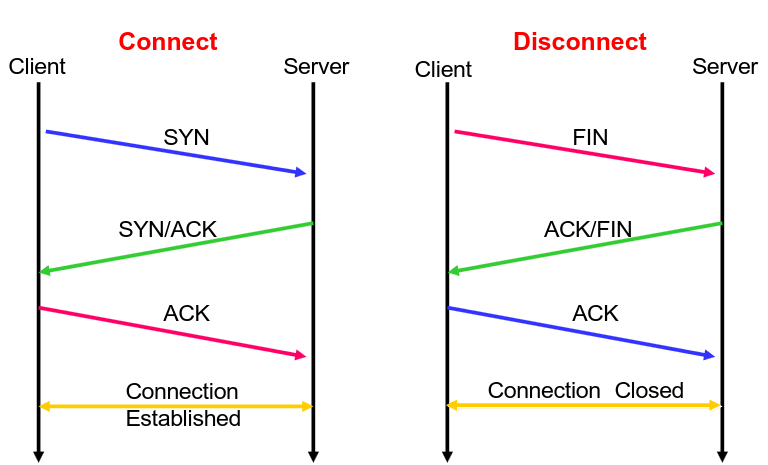 Connect
Client
Server
SYN
SYN/ACK
ACK
Connection
Established
Disconnect
Client
Server
FIN
ACK/FIN
ACK
Connection Closed